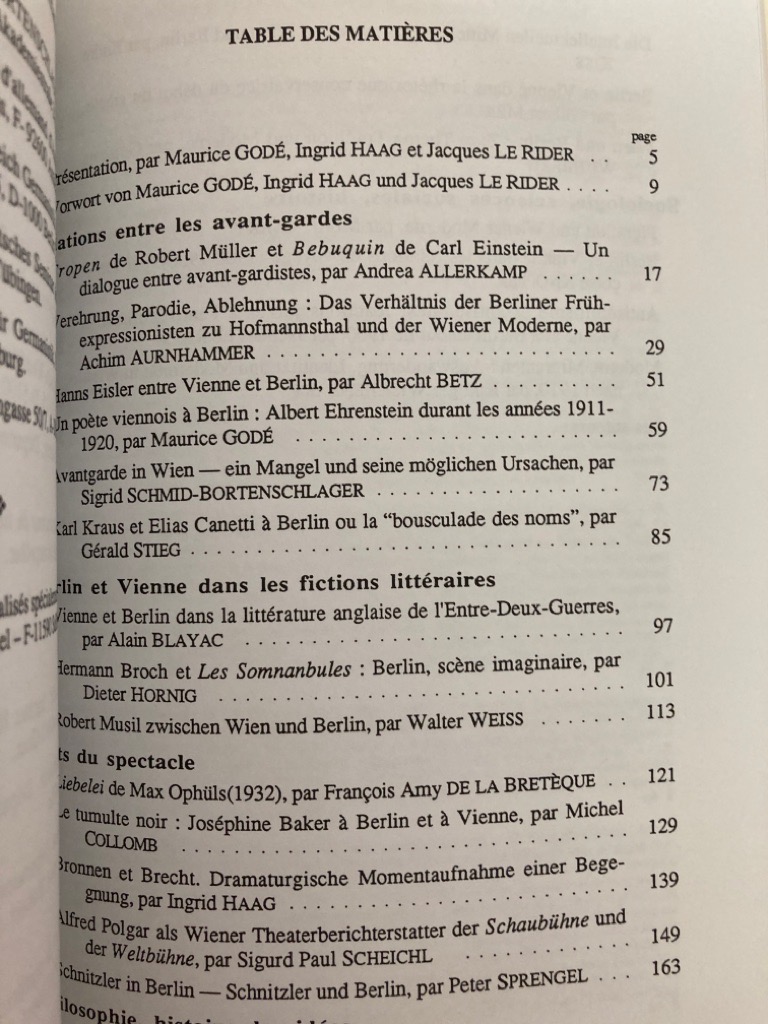 d'allemand,
Tübingen.
burg.
TABLE DES MATIÈRES
page
résentation, par Maurice GODÉ, Ingrid HAAG et Jacques LE RIDER . . 5
Vorwort von Maurice GODÉ, Ingrid HAAG und Jacques LE RIDER . . . . 9
ations entre les avant-gardes
Tropen de Robert Müller et Bebuquin de Carl Einstein — Un
dialogue entre avant-gardistes, par Andrea ALLERKAMP . . . . . . 17
Verehrung, Parodie, Ablehnung : Das Verhältnis der Berliner Früh-
expressionisten zu Hofmannsthal und der Wiener Moderne, par
Achim AURNHAMMER . . . . . . . . . . . . . . . . . . . . . . . . . . . 29
Hanns Eisler entre Vienne et Berlin, par Albrecht BETZ . . . . . . . . . . 51
Un poète viennois à Berlin : Albert Ehrenstein durant les années 1911-
1920, par Maurice GODÉ . . . . . . . . . . . . . . . . . . . . . . . . . 59
Avantgarde in Wien — ein Mangel und seine möglichen Ursachen, par
Sigrid SCHMID-BORTENSCHLAGER . . . . . . . . . . . . . . . . . . 73
Karl Kraus et Elias Canetti à Berlin ou la “bousculade des noms”, par
Gérald STIEG . . . . . . . . . . . . . . . . . . . . . . . . . . . . . . . . 85
rlin et Vienne dans les fictions littéraires
Vienne et Berlin dans la littérature anglaise de l'Entre-Deux-Guerres,
par Alain BLAYAC . . . . . . . . . . . . . . . . . . . . . . . . . . . . . 97
Hermann Broch et Les Somnanbules : Berlin, scène imaginaire, par
Dieter HORNIG . . . . . . . . . . . . . . . . . . . . . . . . . . . . . . 101
Robert Musil zwischen Wien und Berlin, par Walter WEISS . . . . . . . 113
ts du spectacle
Liebelei de Max Ophüls(1932), par François Amy DE LA BRETÈQUE . . 121
Le tumulte noir : Joséphine Baker à Berlin et à Vienne, par Michel
COLLOMB . . . . . . . . . . . . . . . . . . . . . . . . . . . . . . . . . 129
Bronnen et Brecht. Dramaturgische Momentaufnahme einer Bege-
gnung, par Ingrid HAAG . . . . . . . . . . . . . . . . . . . . . . . . . . 139
Alfred Polgar als Wiener Theaterberichterstatter der Schaubühne und
der Weltbühne, par Sigurd Paul SCHEICHL . . . . . . . . . . . . 149
Schnitzler in Berlin — Schnitzler und Berlin, par Peter SPRENGEL . . . 163